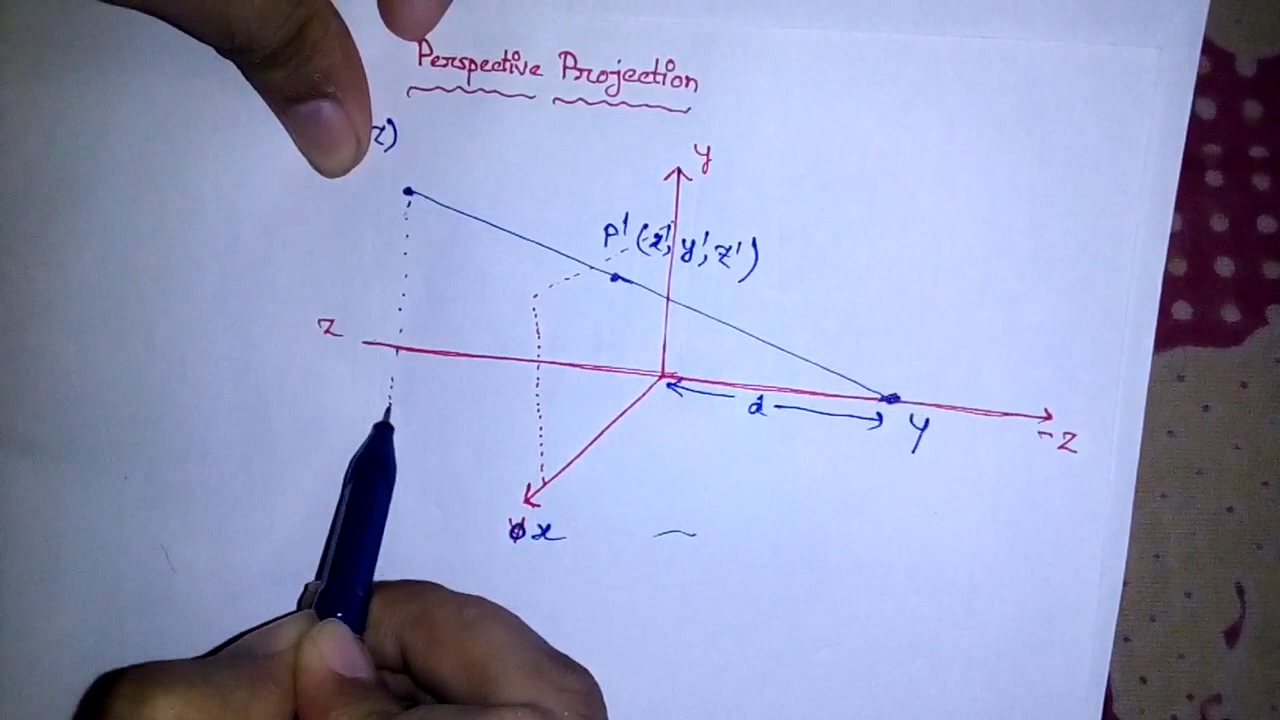 Perspective Projection
z)
y
P' (x', y', z')
z
d
y
-z
x